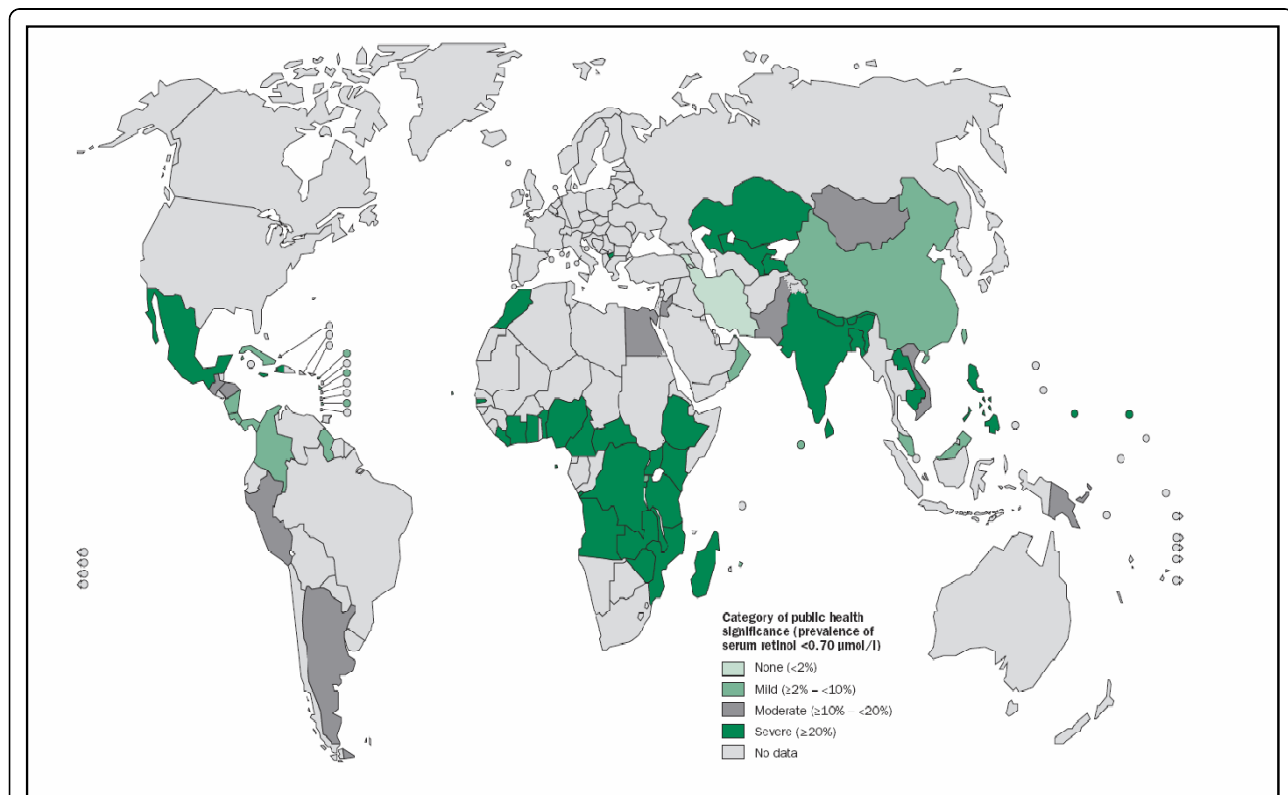 Category of public health
significance (prevalence of
serum retinol <0.70 µmol/l)
None (<2%)
Mild (≥2% – <10%)
Moderate (≥10% – <20%)
Severe (≥20%)
No data